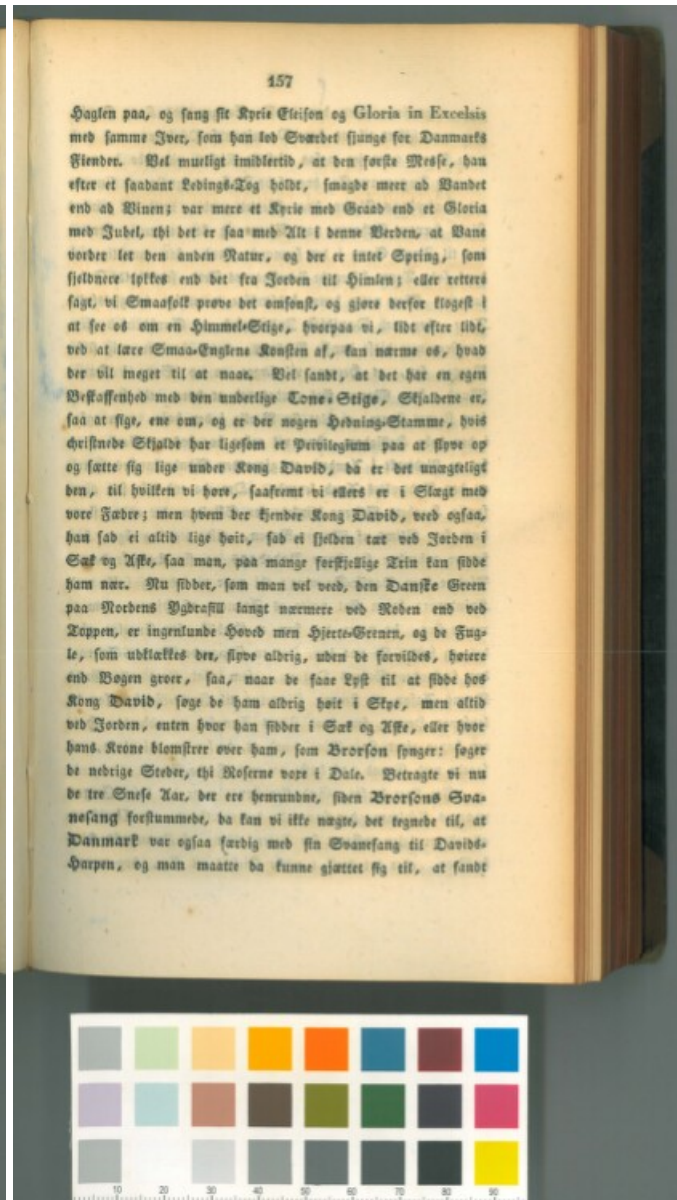 157
Haglen paa, og sang sit Kyrie Eleison og Gloria in Excelsis
med samme Iver, som han lod Sværdet sjunge for Danmarks
Fiender. Vel mueligt imidlertid, at den første Messe, han
efter et saadant Ledings-Tog holdt, smagde meer ad Vandet
end ad Vinen; var mere et Kyrie med Graad end et Gloria
med Jubel, thi det er saa med Alt i denne Verden, at Vane
vorder let den anden Natur, og der er intet Spring, som
sjeldnere lykkes end det fra Jorden til Himlen; eller rettere
sagt, vi Smaafolk prøve det omsonst, og gjøre derfor klogest i
at see os om en Himmel-Stige, hvorpaa vi, lidt efter lidt,
ved at lære Smaa-Englene Konsten af, kan nærme os, hvad
der vil meget til at naae. Vel sandt, at det har en egen
Beskaffenhed med den underlige Tone-Stige, Skjaldene er,
saa at sige, ene om, og er der nogen Hedning-Stamme, hvis
christnede Skjalde har ligesom et Privilegium paa at flyve op
og sætte sig lige under Kong David, da er det unægteligt
den, til hvilken vi høre, saafremt vi ellers er i Slægt med
vore Fædre; men hvem der kjender Kong David, veed ogsaa,
han sad ei altid lige høit, sad ei sjelden tæt ved Jorden i
Sæk og Aske, saa man, paa mange forskjellige Trin kan sidde
ham nær. Nu sidder, som man vel veed, den Danske Green
paa Nordens Ygdrasill langt nærmere ved Roden end ved
Toppen, er ingenlunde Hoved men Hjerte-Grenen, og de Fug-
le, som udklækkes der, flyve aldrig, uden de forvildes, høiere
end Bøgen groer, saa, naar de faae Lyst til at sidde hos
Kong David, søge de ham aldrig høit i Skye, men altid
ved Jorden, enten hvor han sidder i Sæk og Aske, eller hvor
hans Krone blomstrer over ham, som Brorson synger: søger
de nedrige Steder, thi Roserne voxe i Dale. Betragte vi nu
de tre Snese Aar, der ere henrundne, siden Brorsons Sva-
nesang forstummede, da kan vi ikke nægte, det tegnede til, at
Danmark var ogsaa færdig med sin Svanesang til Davids-
Harpen, og man maatte da kunne gjættet sig til, at sandt
10 20 30 40 50 60 70 80 90